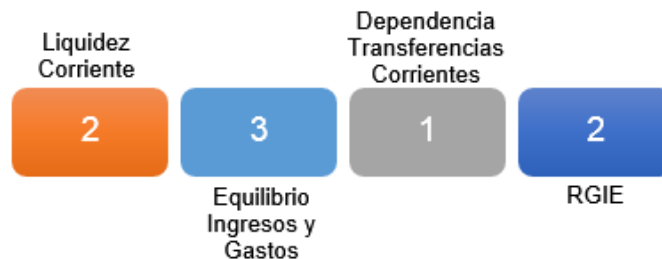 Liquidez
Corriente
2
3
Equilibrio
Ingresos y
Gastos
Dependencia
Transferencias
Corrientes
1
2
RGIE